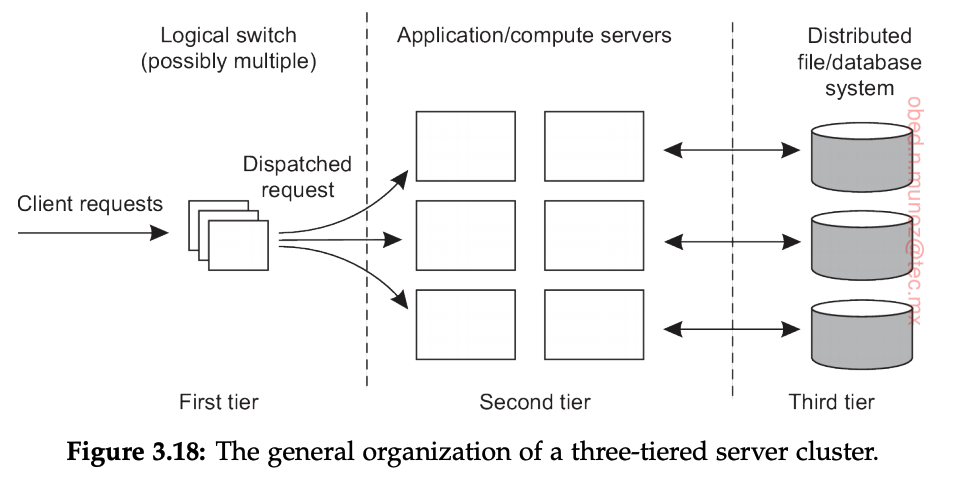 Logical switch
(possibly multiple)
Application/compute servers
Distributed
file/database
system
Dispatched
request
Client requests
First tier
Second tier
Third tier
obed.n.munoz@tec.mx
Figure 3.18: The general organization of a three-tiered server cluster.